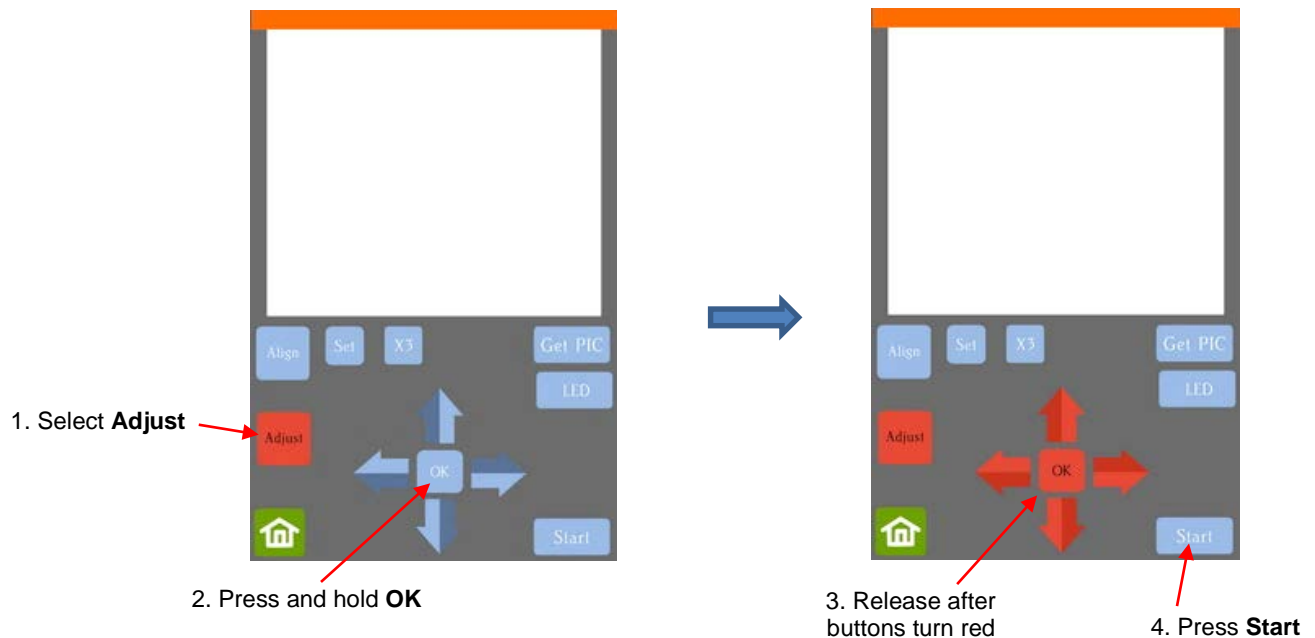 Align
Set
X3
Get PIC
LED
1. Select Adjust
Adjust
OK
Start
2. Press and hold OK
Align
Set
X3
Get PIC
LED
Adjust
OK
Start
3. Release after
buttons turn red
4. Press Start